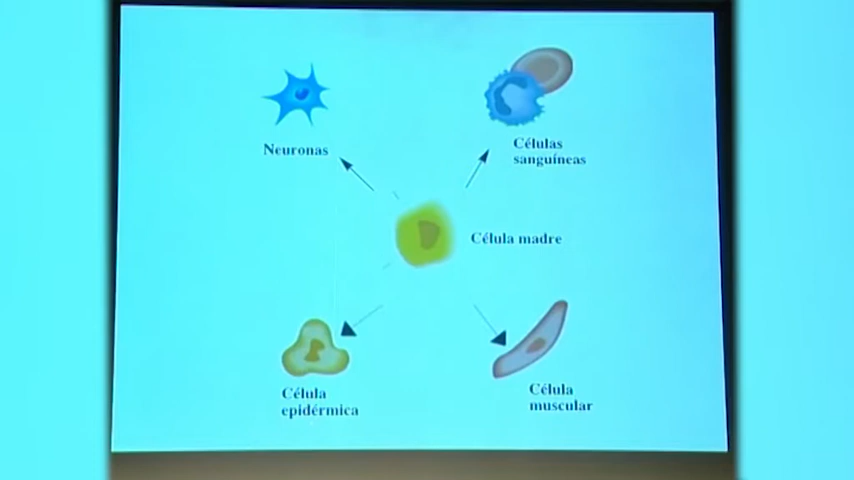 Neuronas
Células
sanguíneas
Célula madre
Célula
epidérmica
Célula
muscular